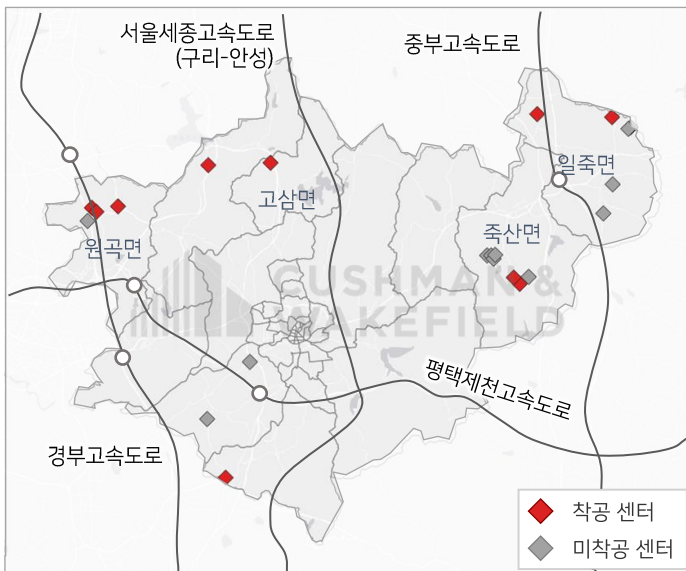 서울세종고속도로
(구리-안성)
중부고속도로
일죽면
고삼면
죽산면
원곡면
CUSHMAN &
WAKEFIELD
평택제천고속도로
경부고속도로
착공 센터
미착공 센터